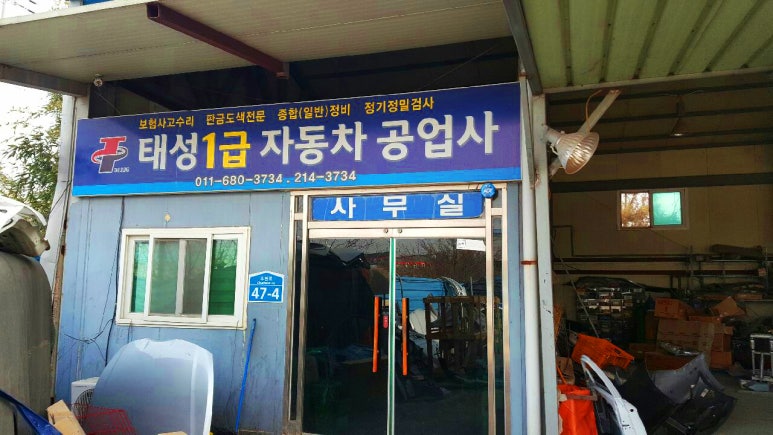 보험사고수리 판금도색전문 종합(일반)정비 정기정밀검사
태성1급 자동차 공업사
011-680-3734 . 214-3734
사무실
47-4